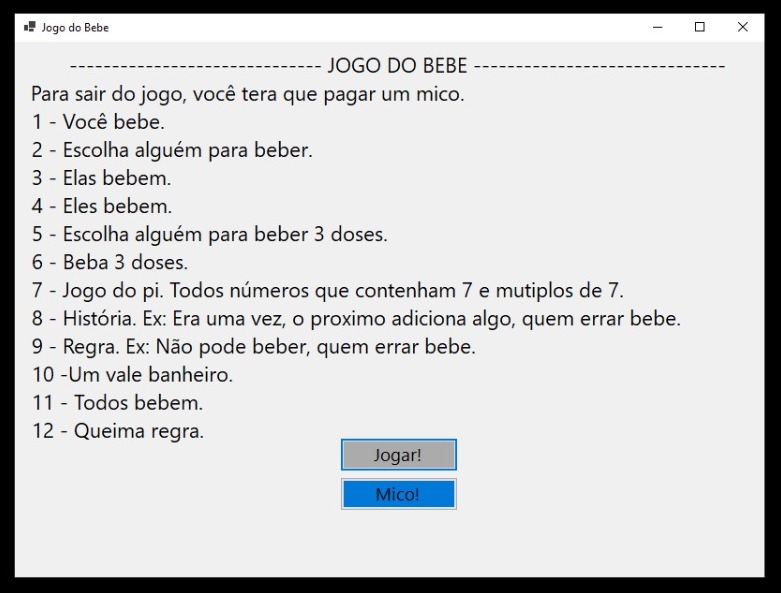 Jogo do Bebe
------------------------------ JOGO DO BEBE ------------------------------
Para sair do jogo, você tera que pagar um mico.
1 - Você bebe.
2 - Escolha alguém para beber.
3 - Elas bebem.
4 - Eles bebem.
5 - Escolha alguém para beber 3 doses.
6 - Beba 3 doses.
7 - Jogo do pi. Todos números que contenham 7 e mutiplos de 7.
8 - História. Ex: Era uma vez, o proximo adiciona algo, quem errar bebe.
9 - Regra. Ex: Não pode beber, quem errar bebe.
10 -Um vale banheiro.
11 - Todos bebem.
12 - Queima regra.
Jogar!
Mico!